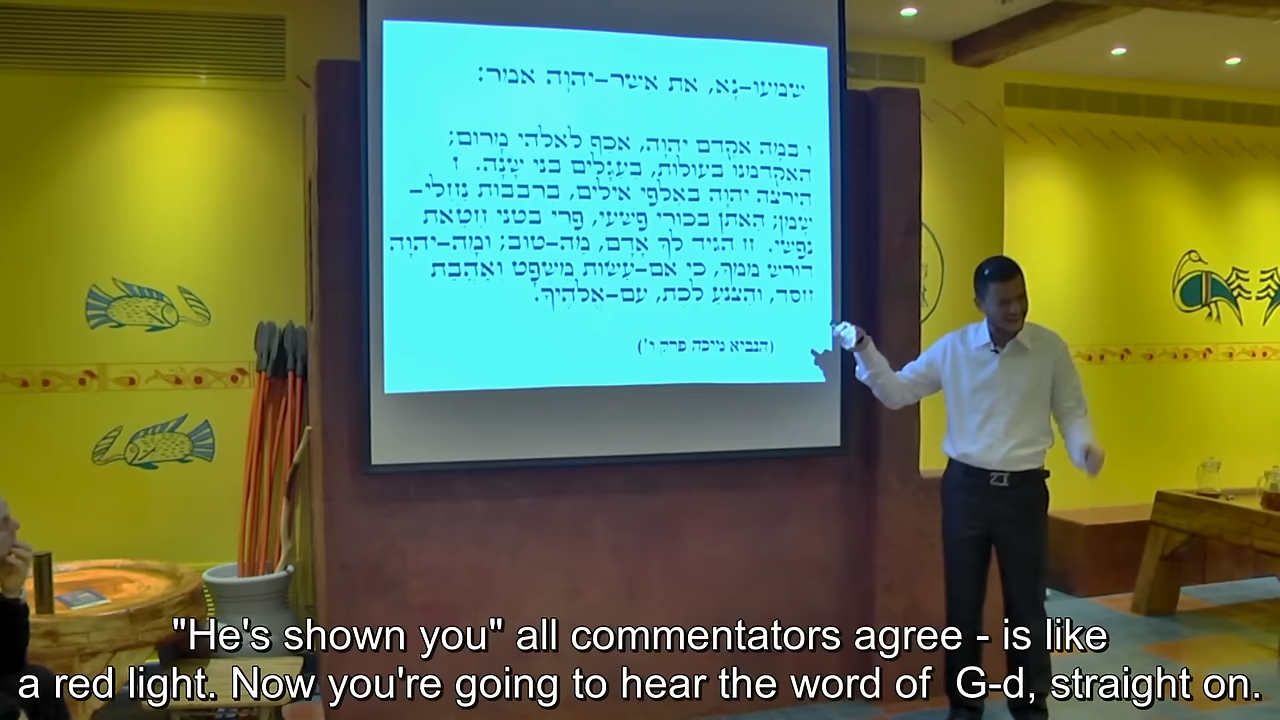 שמעו-נא, את אשר-יהוה אמר:
ו במה אקדם יהוה, אכף לאלהי מרום;
האקדמנו בעולות, בעגלים בני שנה. ז
הירצה יהוה באלפי אילים, ברבבות נחלי-
שמן; האתן בכורי פשעי, פרי בטני חטאת
נפשי. ח הגיד לך אדם, מה-טוב; ומה-יהוה
דורש ממך, כי אם-עשות משפט ואהבת
חסד, והצנע לכת, עם-אלהיך.
(הנביא מיכה פרק ו')
"He's shown you" all commentators agree - is like
a red light. Now you're going to hear the word of  G-d, straight on.